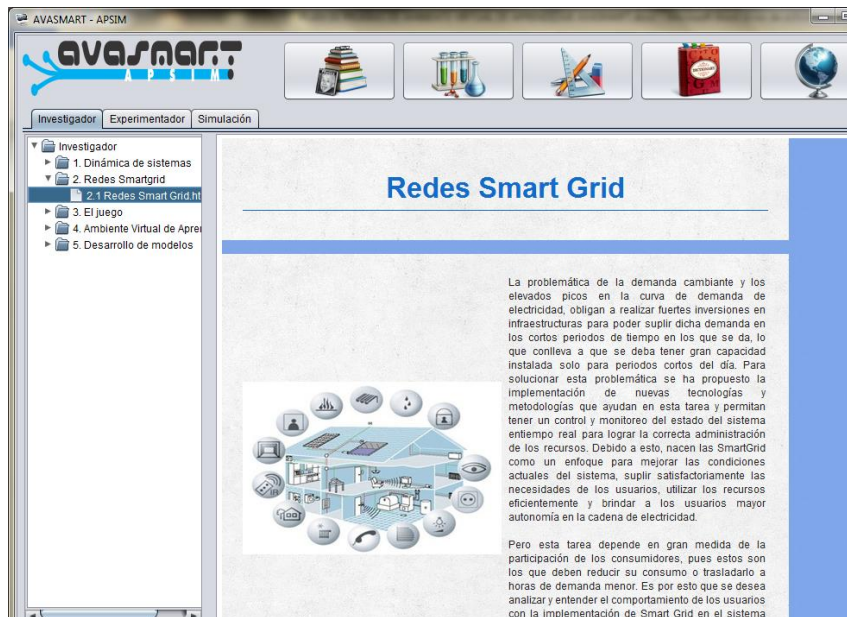 AVASMART - APSIM
avasmart
APSIM
DICTIONARY
Investigador
Experimentador
Simulación
Investigador
1. Dinámica de sistemas
2. Redes Smartgrid
2.1 Redes Smart Grid.ht
3. El juego
4. Ambiente Virtual de Apre
5. Desarrollo de modelos
Redes Smart Grid
La problemática de la demanda cambiante y los
elevados picos en la curva de demanda de
electricidad, obligan a realizar fuertes inversiones en
infraestructuras para poder suplir dicha demanda en
los cortos periodos de tiempo en los que se da, lo
que conlleva a que se deba tener gran capacidad
instalada solo para periodos cortos del día. Para
solucionar esta problemática se ha propuesto la
implementación de nuevas tecnologías y
metodologías que ayudan en esta tarea y permitan
tener un control y monitoreo del estado del sistema
entiempo real para lograr la correcta administración
de los recursos. Debido a esto, nacen las SmartGrid
como un enfoque para mejorar las condiciones
actuales del sistema, suplir satisfactoriamente las
necesidades de los usuarios, utilizar los recursos
eficientemente y brindar a los usuarios mayor
autonomía en la cadena de electricidad.
Pero esta tarea depende en gran medida de la
participación de los consumidores, pues estos son
los que deben reducir su consumo o trasladarlo a
horas de demanda menor. Es por esto que se desea
analizar y entender el comportamiento de los usuarios
con la implementación de Smart Grid en el sistema